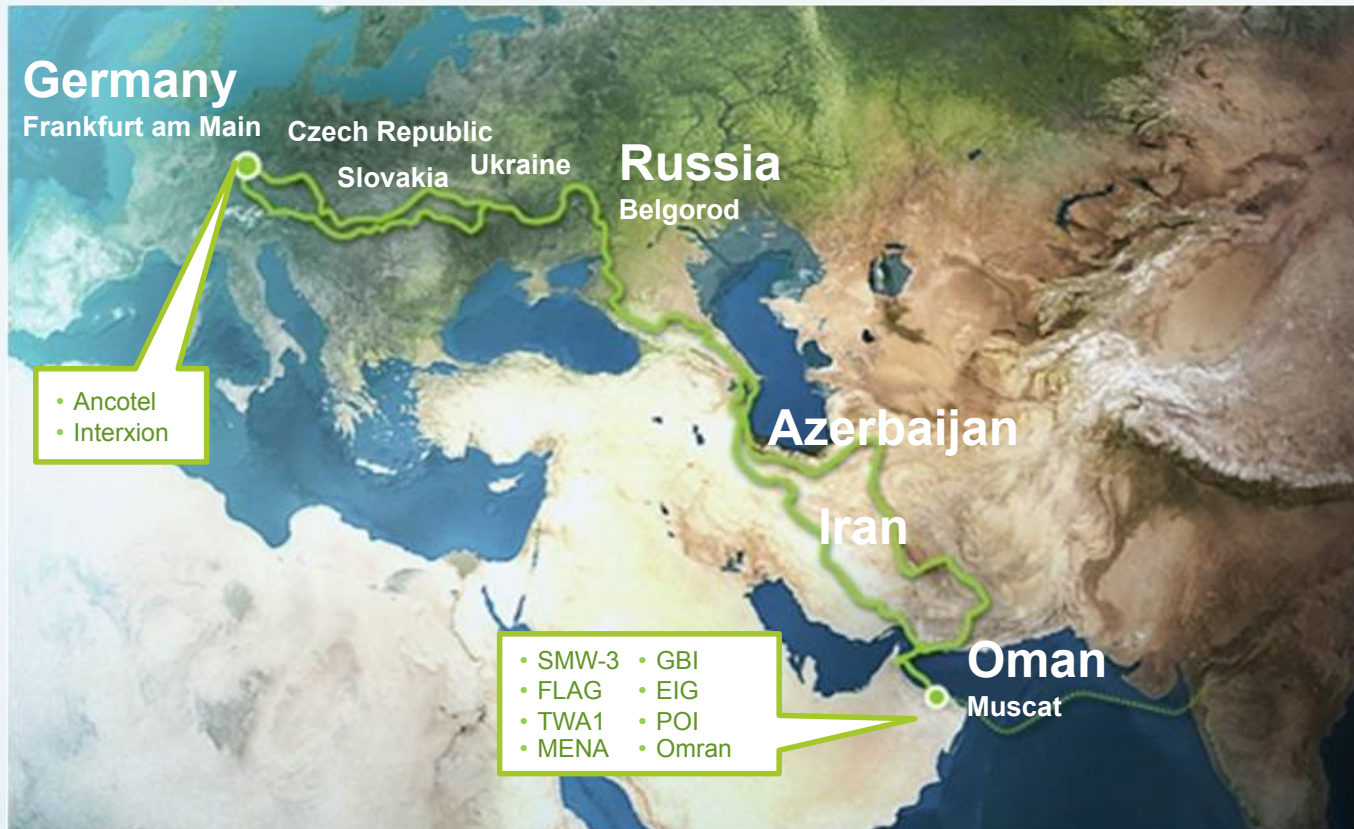 Germany
Frankfurt am Main
Czech Republic
Slovakia
Ukraine
Russia
Belgorod
• Ancotel
• Interxion
Azerbaijan
Iran
• SMW-3 • GBI
• FLAG • EIG
• TWA1 • POI
• MENA • Omran
Oman
Muscat